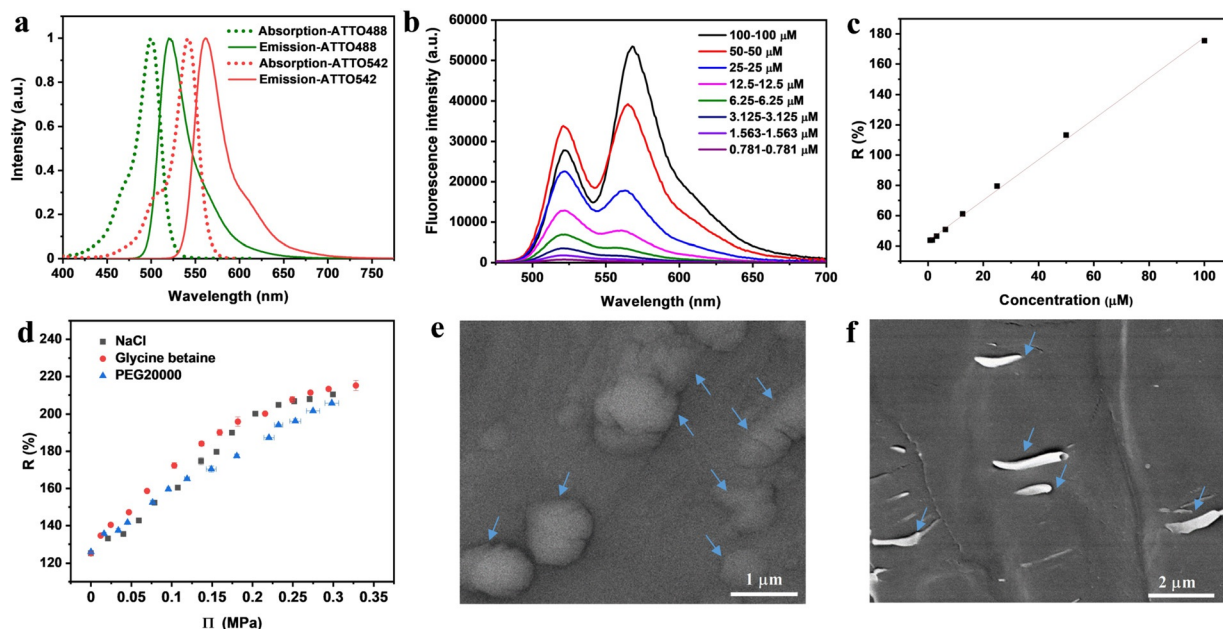 a
Absorption-ATTO488
Emission-ATTO488
Absorption-ATTO542
Emission-ATTO542
1
0.8
0.6
0.4
0.2
0
400
500
600
700
Intensity (a.u.)
Wavelength (nm)
b
60000
50000
40000
30000
20000
10000
0
500
550
600
650
700
Fluorescence intensity (a.u.)
Wavelength (nm)
100-100 μM
50-50 μM
25-25 μM
12.5-12.5 μM
6.25-6.25 μM
3.125-3.125 μM
1.563-1.563 μM
0.781-0.781 μM
c
180
160
140
120
100
80
60
40
0
20
40
60
80
100
R (%)
Concentration (μM)
d
NaCl
Glycine betaine
PEG20000
240
220
200
180
160
140
120
0
0.05
0.1
0.15
0.2
0.25
0.3
0.35
R (%)
Π (MPa)
e
1 μm
f
2 μm